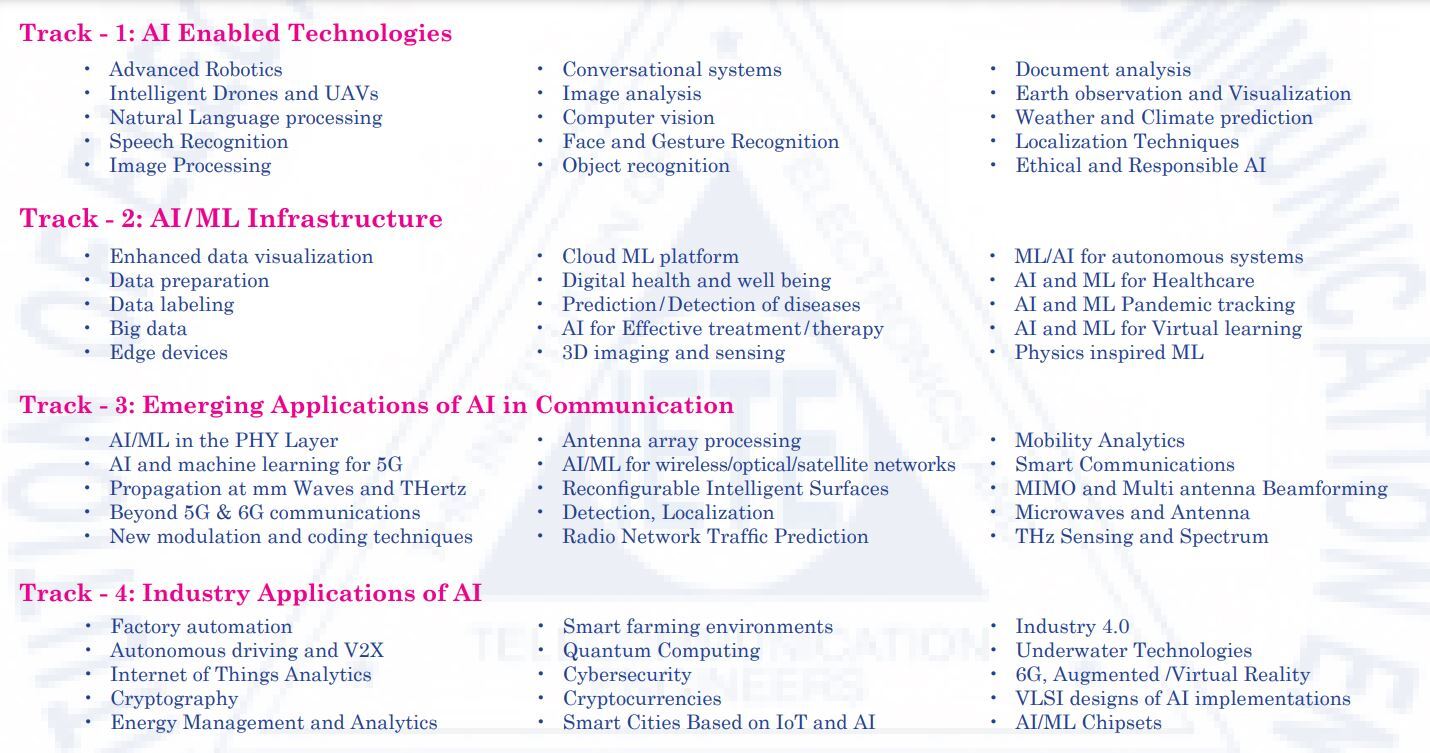 Track - 1: AI Enabled Technologies
• Advanced Robotics
• Intelligent Drones and UAVs
• Natural Language processing
• Speech Recognition
• Image Processing
• Conversational systems
• Image analysis
• Computer vision
• Face and Gesture Recognition
• Object recognition
• Document analysis
• Earth observation and Visualization
• Weather and Climate prediction
• Localization Techniques
• Ethical and Responsible AI
Track - 2: AI/ML Infrastructure
• Enhanced data visualization
• Data preparation
• Data labeling
• Big data
• Edge devices
• Cloud ML platform
• Digital health and well being
• Prediction/Detection of diseases
• AI for Effective treatment/therapy
• 3D imaging and sensing
• ML/AI for autonomous systems
• AI and ML for Healthcare
• AI and ML Pandemic tracking
• AI and ML for Virtual learning
• Physics inspired ML
Track - 3: Emerging Applications of AI in Communication
• AI/ML in the PHY Layer
• AI and machine learning for 5G
• Propagation at mm Waves and THertz
• Beyond 5G & 6G communications
• New modulation and coding techniques
• Antenna array processing
• AI/ML for wireless/optical/satellite networks
• Reconfigurable Intelligent Surfaces
• Detection, Localization
• Radio Network Traffic Prediction
• Mobility Analytics
• Smart Communications
• MIMO and Multi antenna Beamforming
• Microwaves and Antenna
• THz Sensing and Spectrum
Track - 4: Industry Applications of AI
• Factory automation
• Autonomous driving and V2X
• Internet of Things Analytics
• Cryptography
• Energy Management and Analytics
• Smart farming environments
• Quantum Computing
• Cybersecurity
• Cryptocurrencies
• Smart Cities Based on IoT and AI
• Industry 4.0
• Underwater Technologies
• 6G, Augmented /Virtual Reality
• VLSI designs of AI implementations
• AI/ML Chipsets
IETE